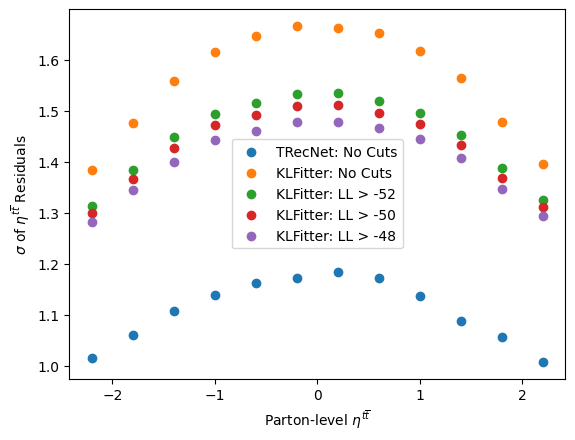 1.6
1.5
1.4
1.3
1.2
1.1
1.0
σ of η^{tt̅} Residuals
TRecNet: No Cuts
KLFitter: No Cuts
KLFitter: LL > -52
KLFitter: LL > -50
KLFitter: LL > -48
−2 −1 0 1 2
Parton-level η^{tt̅}